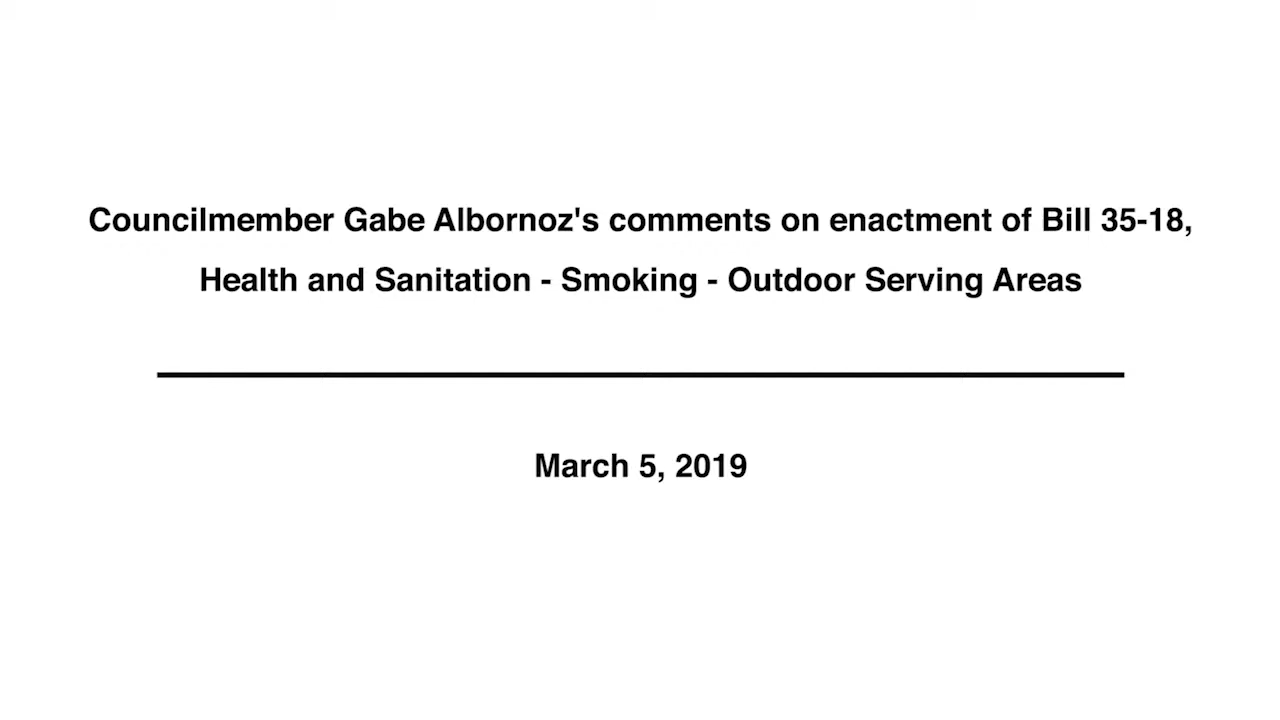 Councilmember Gabe Albornoz's comments on enactment of Bill 35-18,
Health and Sanitation - Smoking - Outdoor Serving Areas
March 5, 2019